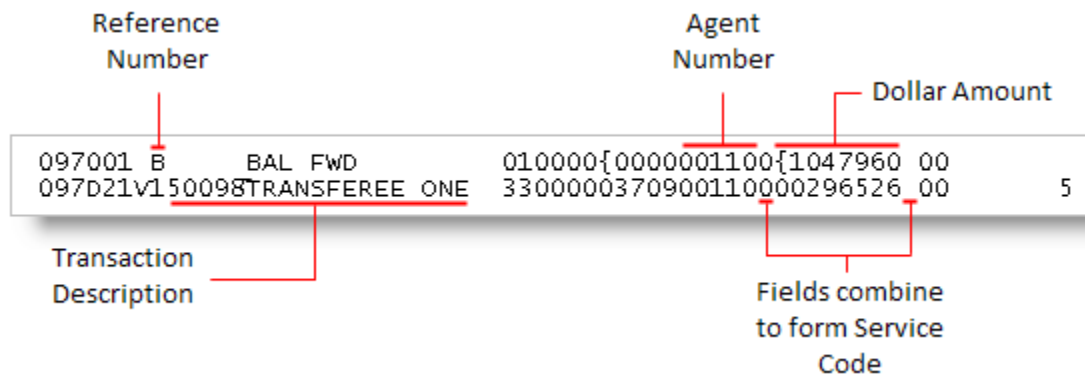 Reference
Number
Agent
Number
Dollar Amount
097001 B      BAL FWD          010000{0000001100{1047960 00
097D21V150098TRANSFEREE ONE  3300000370900110000296526 00        5
Transaction
Description
Fields combine
to form Service
Code